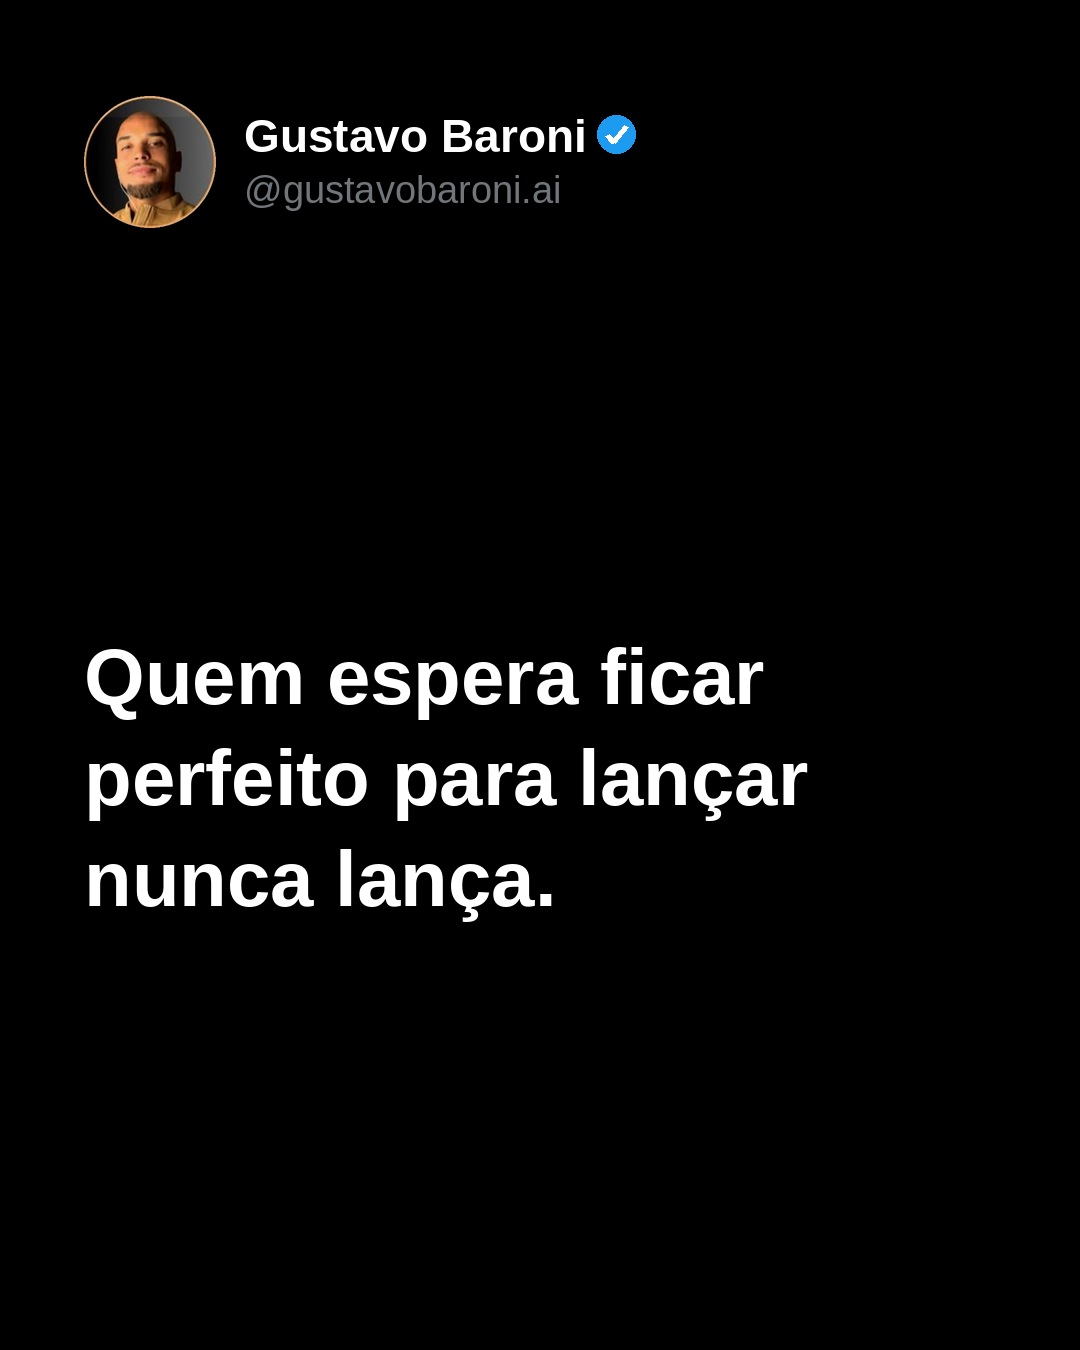 Gustavo Baroni
@gustavobaroni.ai
Quem espera ficar
perfeito para lançar
nunca lança.